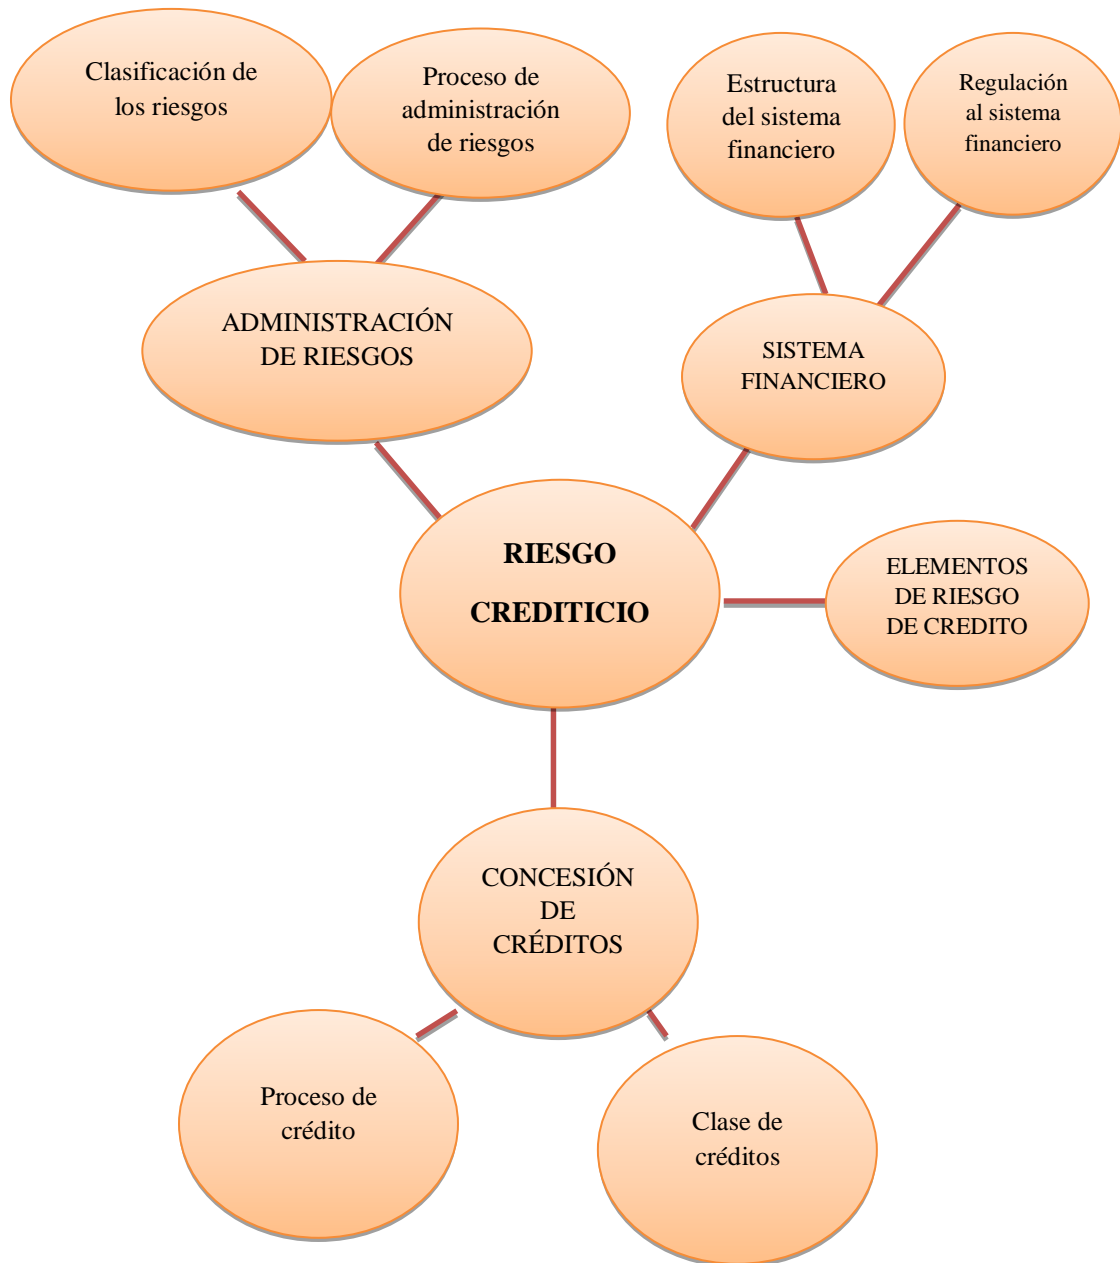 Clasificación de
los riesgos
Proceso de
administración
de riesgos
Estructura
del sistema
financiero
Regulación
al sistema
financiero
ADMINISTRACIÓN
DE RIESGOS
SISTEMA
FINANCIERO
RIESGO
CREDITICIO
ELEMENTOS
DE RIESGO
DE CREDITO
CONCESIÓN
DE
CRÉDITOS
Proceso de
crédito
Clase de
créditos